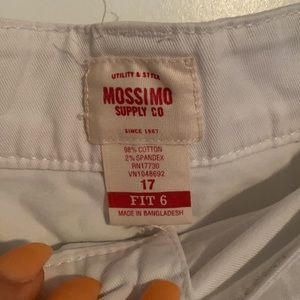 UTILITY & STYLE
MOSSIMO
SUPPLY CO
SINCE 1987
98% COTTON
2% SPANDEX
RN17730
VN1048692
17
FIT 6
MADE IN BANGLADESH